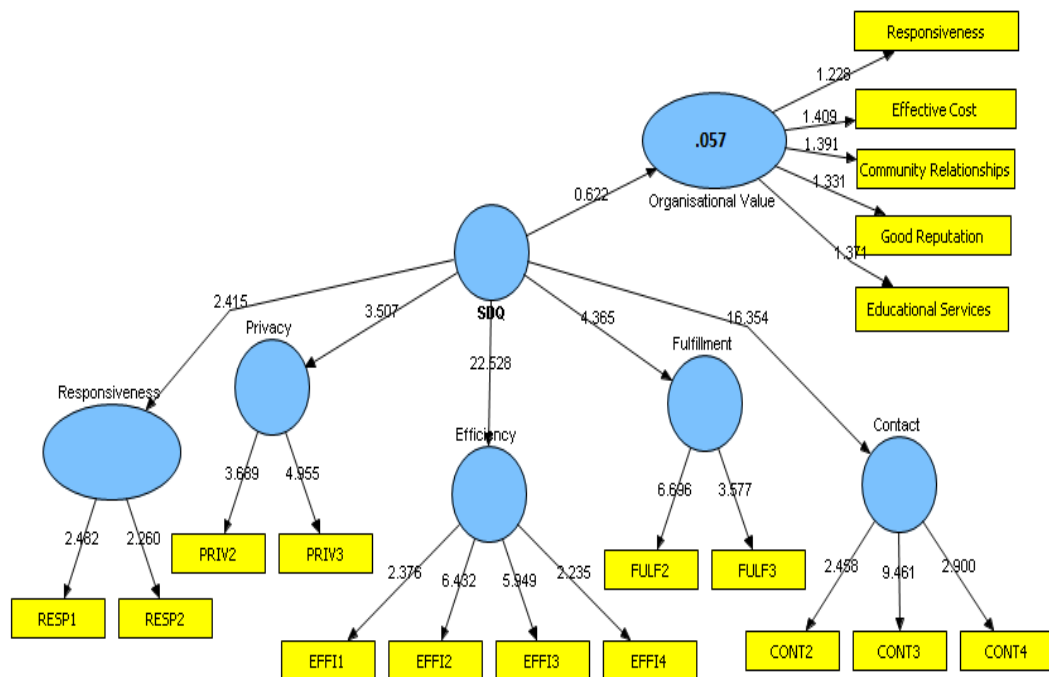 Responsiveness
1.228
Effective Cost
1.409
.057
1.391
Community Relationships
1.331
0.622
Organisational Value
Good Reputation
1.371
Educational Services
2.415
3.507
SDQ
4.365
16.354
Privacy
Fulfillment
22.528
Responsiveness
Contact
Efficiency
3.689
4.955
6.696
3.577
2.482
2.260
PRIV2
PRIV3
2.376
6.432
5.949
2.235
FULF2
FULF3
2.458
9.461
2.900
RESP1
RESP2
EFFI1
EFFI2
EFFI3
EFFI4
CONT2
CONT3
CONT4